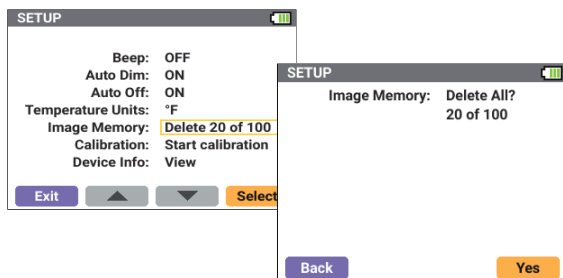 SETUP
Beep: OFF
Auto Dim: ON
Auto Off: ON
Temperature Units: °F
Image Memory: Delete 20 of 100
Calibration: Start calibration
Device Info: View
Exit Select
SETUP
Image Memory: Delete All?
20 of 100
Back Yes